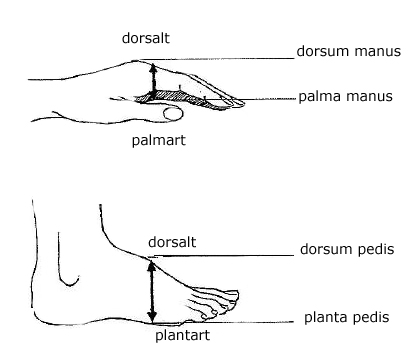 dorsalt
dorsum manus
palma manus
palmart
dorsalt
dorsum pedis
planta pedis
plantart